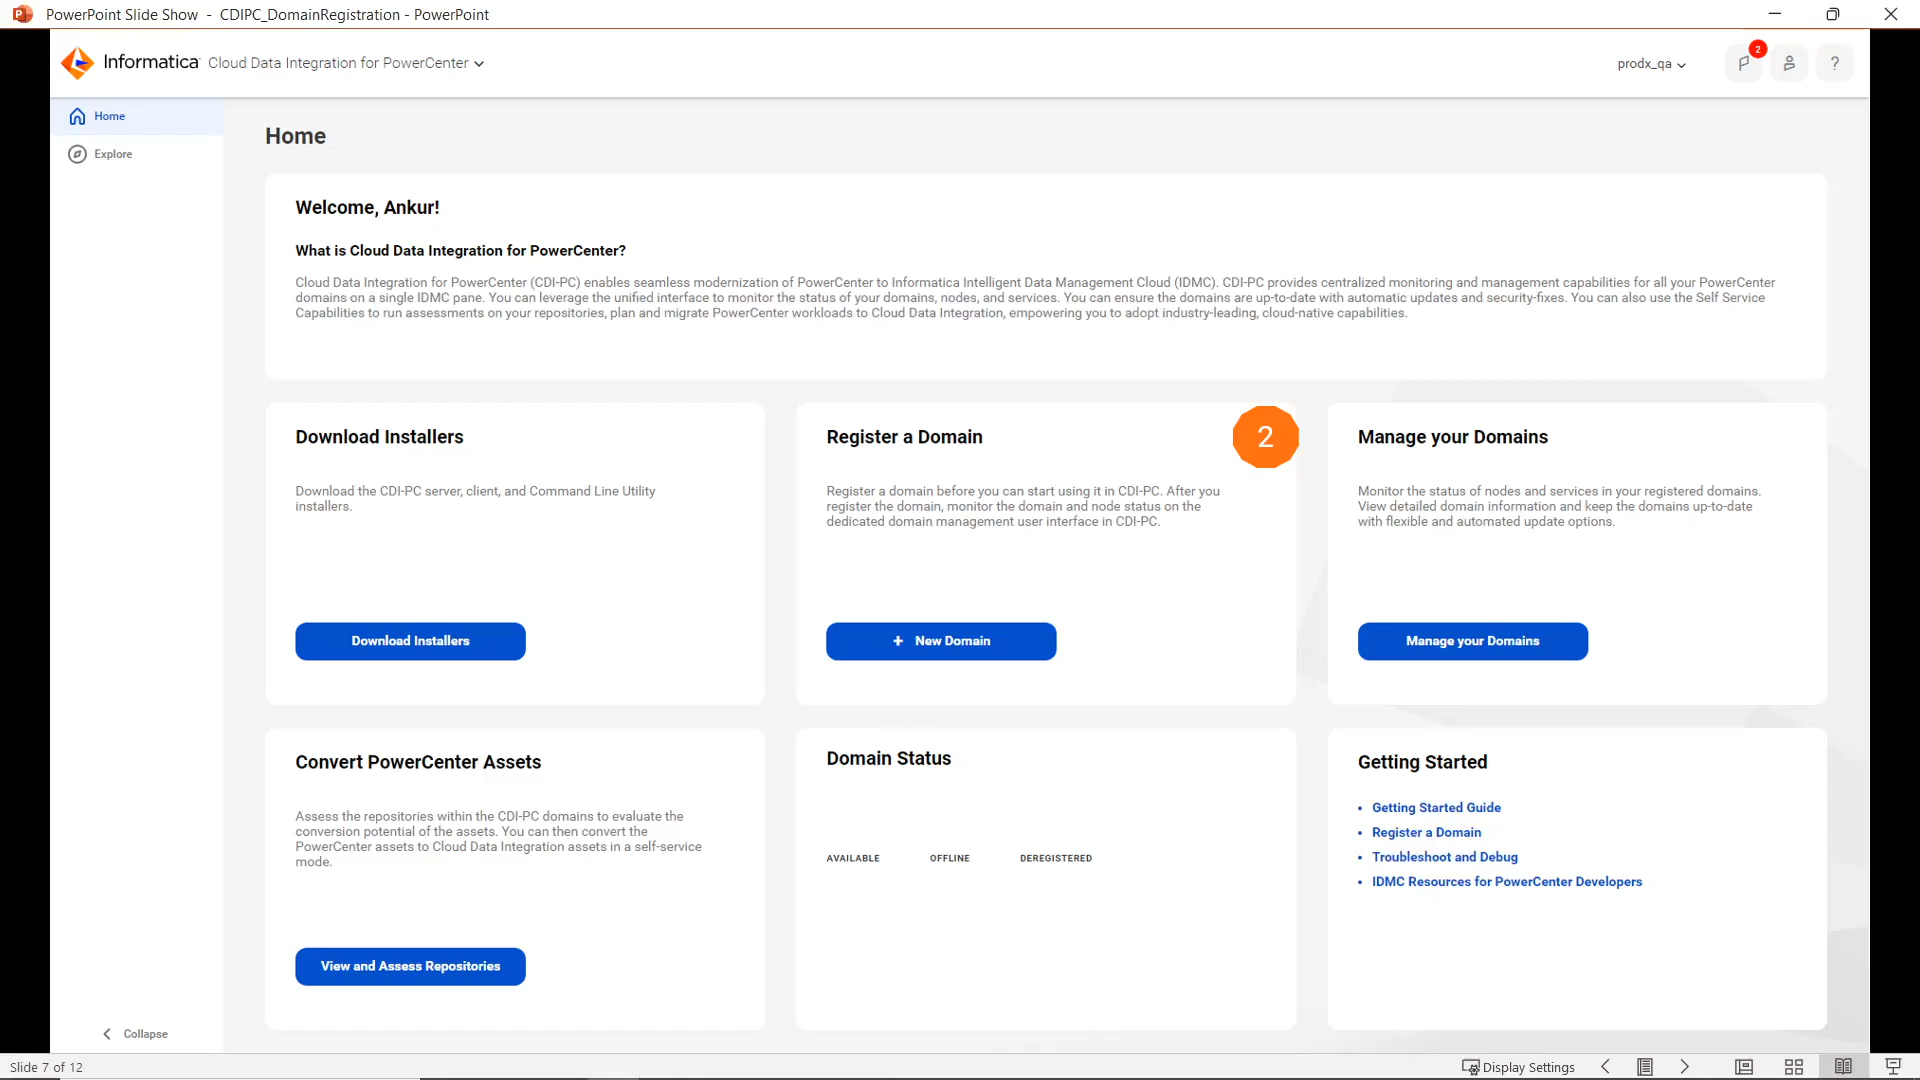 PowerPoint Slide Show - CDIPC_DomainRegistration - PowerPoint
Informatica Cloud Data Integration for PowerCenter
prodx_qa
2
?
Home
Explore
Home
Welcome, Ankur!
What is Cloud Data Integration for PowerCenter?
Cloud Data Integration for PowerCenter (CDI-PC) enables seamless modernization of PowerCenter to Informatica Intelligent Data Management Cloud (IDMC). CDI-PC provides centralized monitoring and management capabilities for all your PowerCenter
domains on a single IDMC pane. You can leverage the unified interface to monitor the status of your domains, nodes, and services. You can ensure the domains are up-to-date with automatic updates and security-fixes. You can also use the Self Service
Capabilities to run assessments on your repositories, plan and migrate PowerCenter workloads to Cloud Data Integration, empowering you to adopt industry-leading, cloud-native capabilities.
Download Installers
Download the CDI-PC server, client, and Command Line Utility
installers.
Download Installers
Register a Domain
2
Register a domain before you can start using it in CDI-PC. After you
register the domain, monitor the domain and node status on the
dedicated domain management user interface in CDI-PC.
+ New Domain
Manage your Domains
Monitor the status of nodes and services in your registered domains.
View detailed domain information and keep the domains up-to-date
with flexible and automated update options.
Manage your Domains
Convert PowerCenter Assets
Assess the repositories within the CDI-PC domains to evaluate the
conversion potential of the assets. You can then convert the
PowerCenter assets to Cloud Data Integration assets in a self-service
mode.
View and Assess Repositories
Domain Status
AVAILABLE OFFLINE DEREGISTERED
Getting Started
• Getting Started Guide
• Register a Domain
• Troubleshoot and Debug
• IDMC Resources for PowerCenter Developers
Collapse
Slide 7 of 12
Display Settings